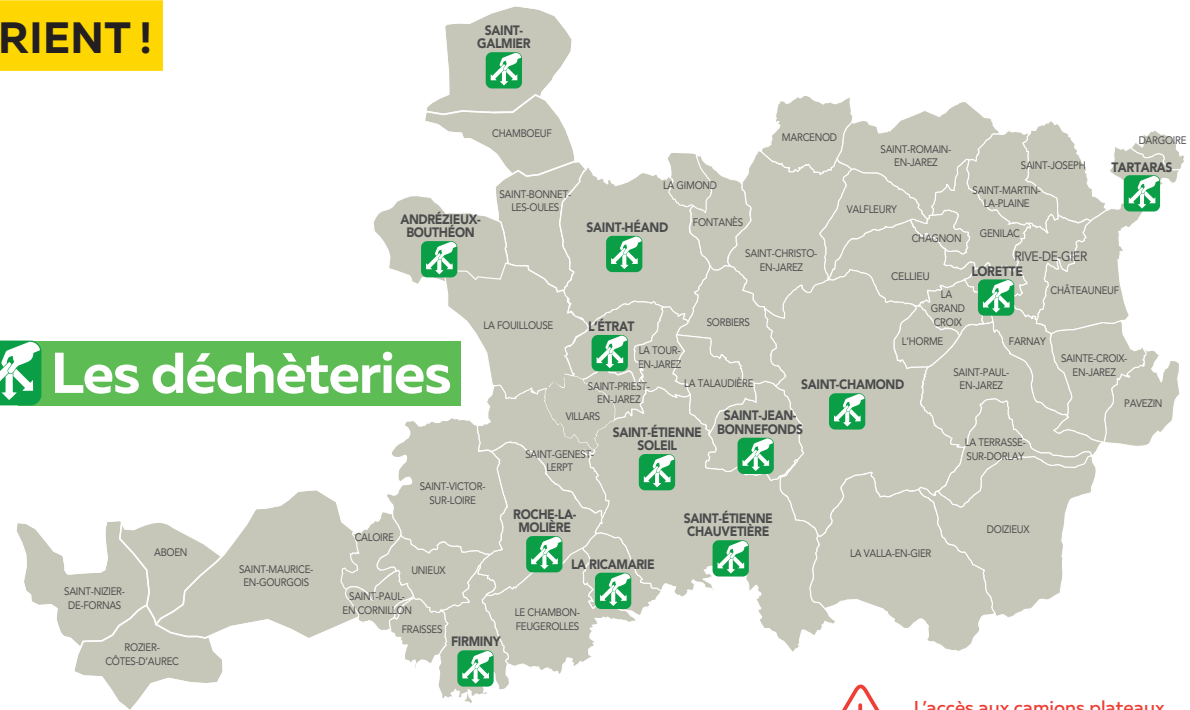 RIENT !
SAINT-
GALMIER
CHAMBOEUF
MARCENOD
DARGOIRE
SAINT-ROMAIN-
EN-JAREZ
SAINT-JOSEPH
TARTARAS
LA GIMOND
SAINT-BONNET-
LES-OULES
SAINT-MARTIN-
LA-PLAINE
VALFLEURY
ANDRÉZIEUX-
BOUTHÉON
SAINT-HÉAND
FONTANÈS
CHAGNON
GENILAC
SAINT-CHRISTO-
EN-JAREZ
RIVE-DE-GIER
CELLIEU
LORETTE
CHÂTEAUNEUF
LA
GRAND
CROIX
LA FOUILLOUSE
L'ÉTRAT
SORBIERS
L'HORME
FARNAY
LA TOUR-
EN-JAREZ
SAINTE-CROIX-
EN-JAREZ
Les déchèteries
SAINT-PRIEST-
EN-JAREZ
LA TALAUDIÈRE
SAINT-CHAMOND
SAINT-PAUL-
EN-JAREZ
PAVEZIN
VILLARS
SAINT-JEAN-
BONNEFONDS
SAINT-ÉTIENNE
SOLEIL
LA TERRASSE-
SUR-DORLAY
SAINT-GENEST-
LERPT
SAINT-VICTOR-
SUR-LOIRE
ROCHE-LA-
MOLIÈRE
SAINT-ÉTIENNE
CHAUVETIÈRE
DOIZIEUX
CALOIRE
ABOEN
LA VALLA-EN-GIER
LA RICAMARIE
UNIEUX
SAINT-MAURICE-
EN-GOURGOIS
SAINT-NIZIER-
DE-FORNAS
SAINT-PAUL-
EN CORNILLON
LE CHAMBON-
FEUGEROLLES
FRAISSES
FIRMINY
ROZIER-
CÔTES-D'AUREC
L'accès aux camions plateaux